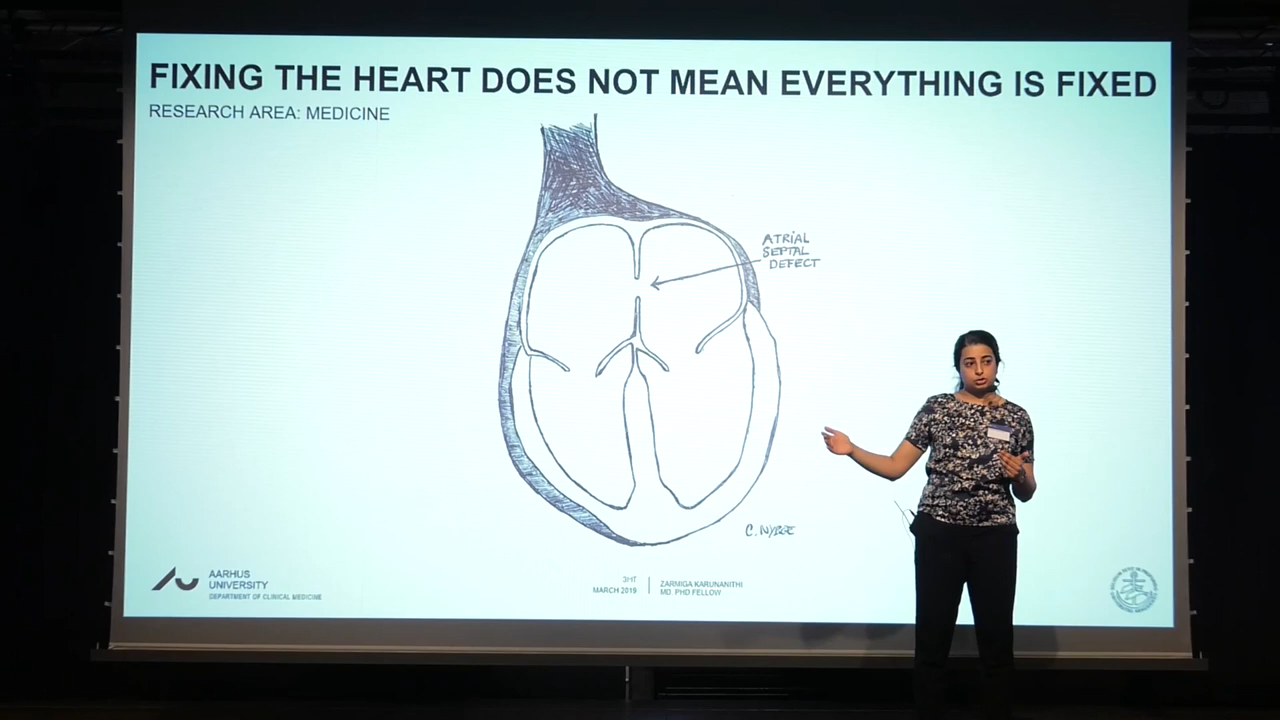 FIXING THE HEART DOES NOT MEAN EVERYTHING IS FIXED
RESEARCH AREA: MEDICINE
ATRIAL
SEPTAL
DEFECT
AARHUS
UNIVERSITY
DEPARTMENT OF CLINICAL MEDICINE
3MT
MARCH 2019
ZARMIGA KARUNANITHI
MD. PHD FELLOW